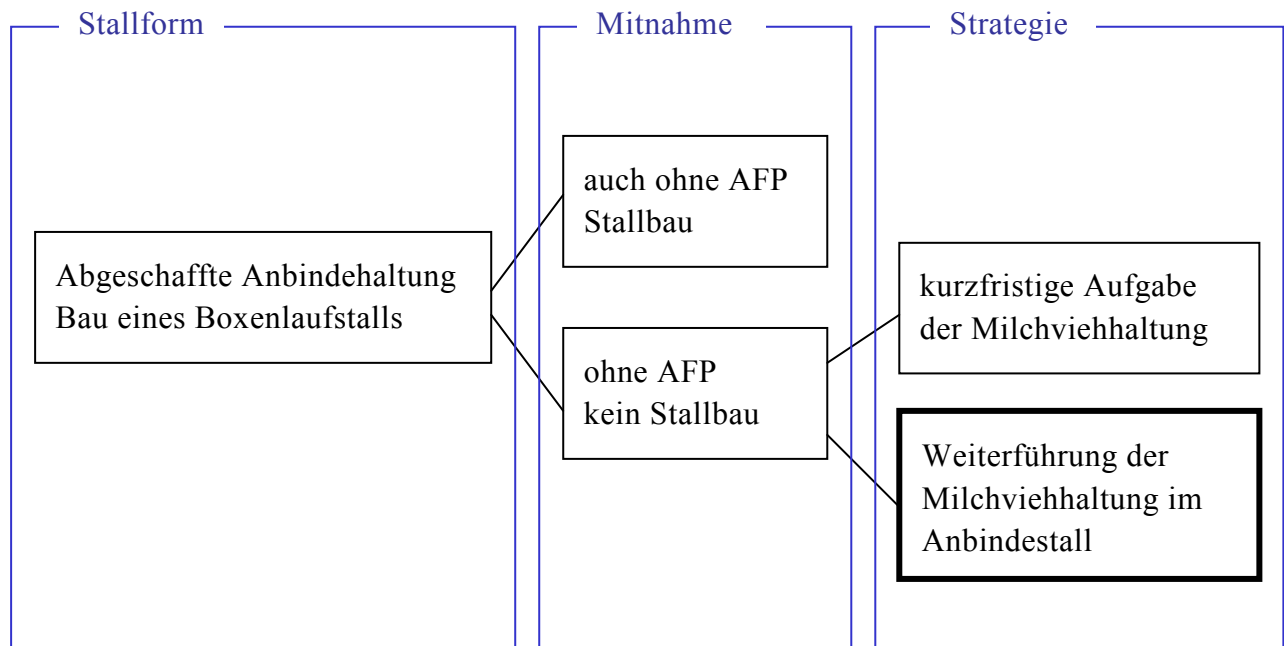 Stallform
Mitnahme
Strategie
Abgeschaffte Anbindehaltung
Bau eines Boxenlaufstalls
auch ohne AFP
Stallbau
ohne AFP
kein Stallbau
kurzfristige Aufgabe
der Milchviehhaltung
Weiterführung der
Milchviehhaltung im
Anbindestall